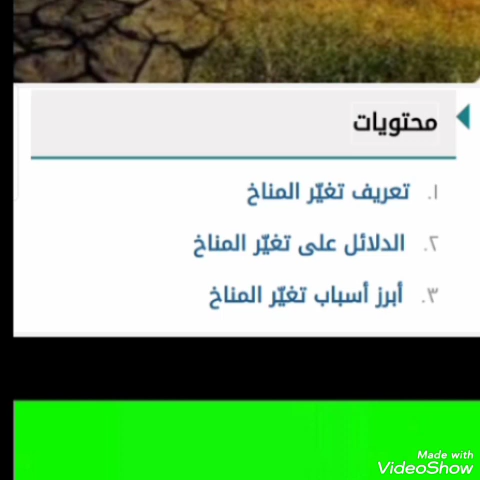 محتويات
١. تعريف تغيّر المناخ
٢. الدلائل على تغيّر المناخ
٣. أبرز أسباب تغيّر المناخ
Made with
VideoShow